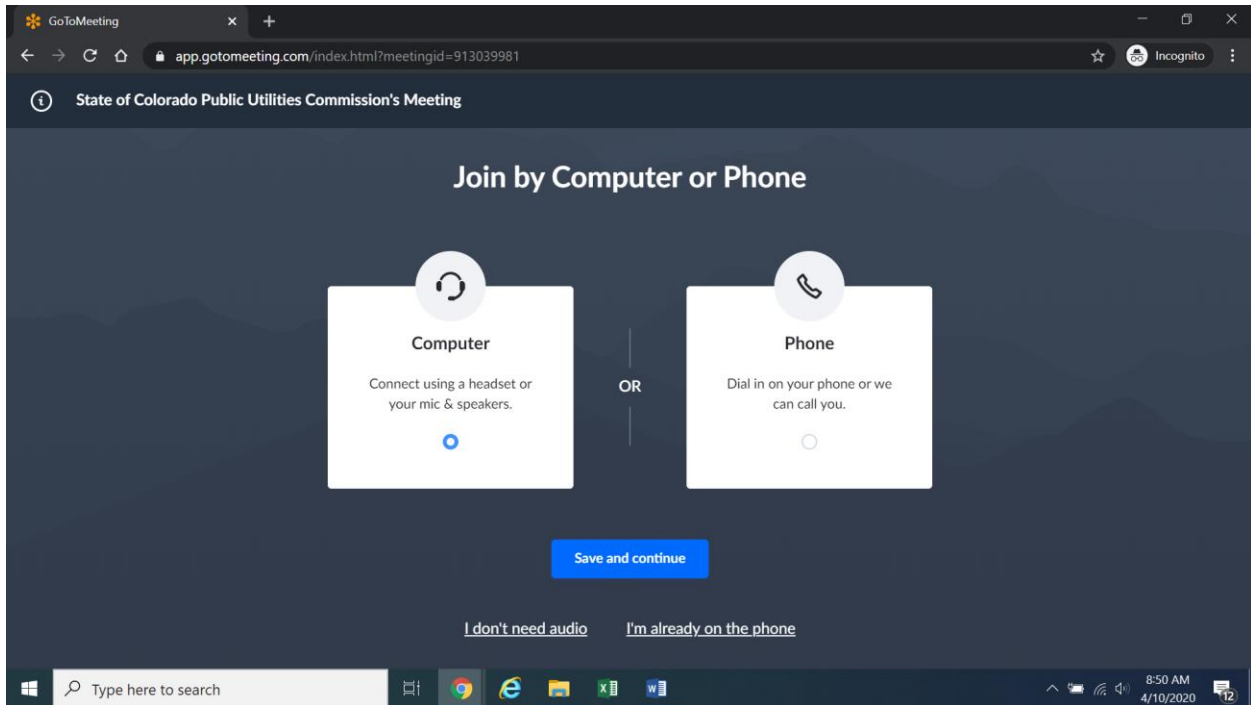 GoToMeeting
app.gotomeeting.com/index.html?meetingid=913039981
Incognito
State of Colorado Public Utilities Commission's Meeting
Join by Computer or Phone
Computer
Connect using a headset or
your mic & speakers.
OR
Phone
Dial in on your phone or we
can call you.
Save and continue
I don't need audio
I'm already on the phone
Type here to search
8:50 AM
4/10/2020
12